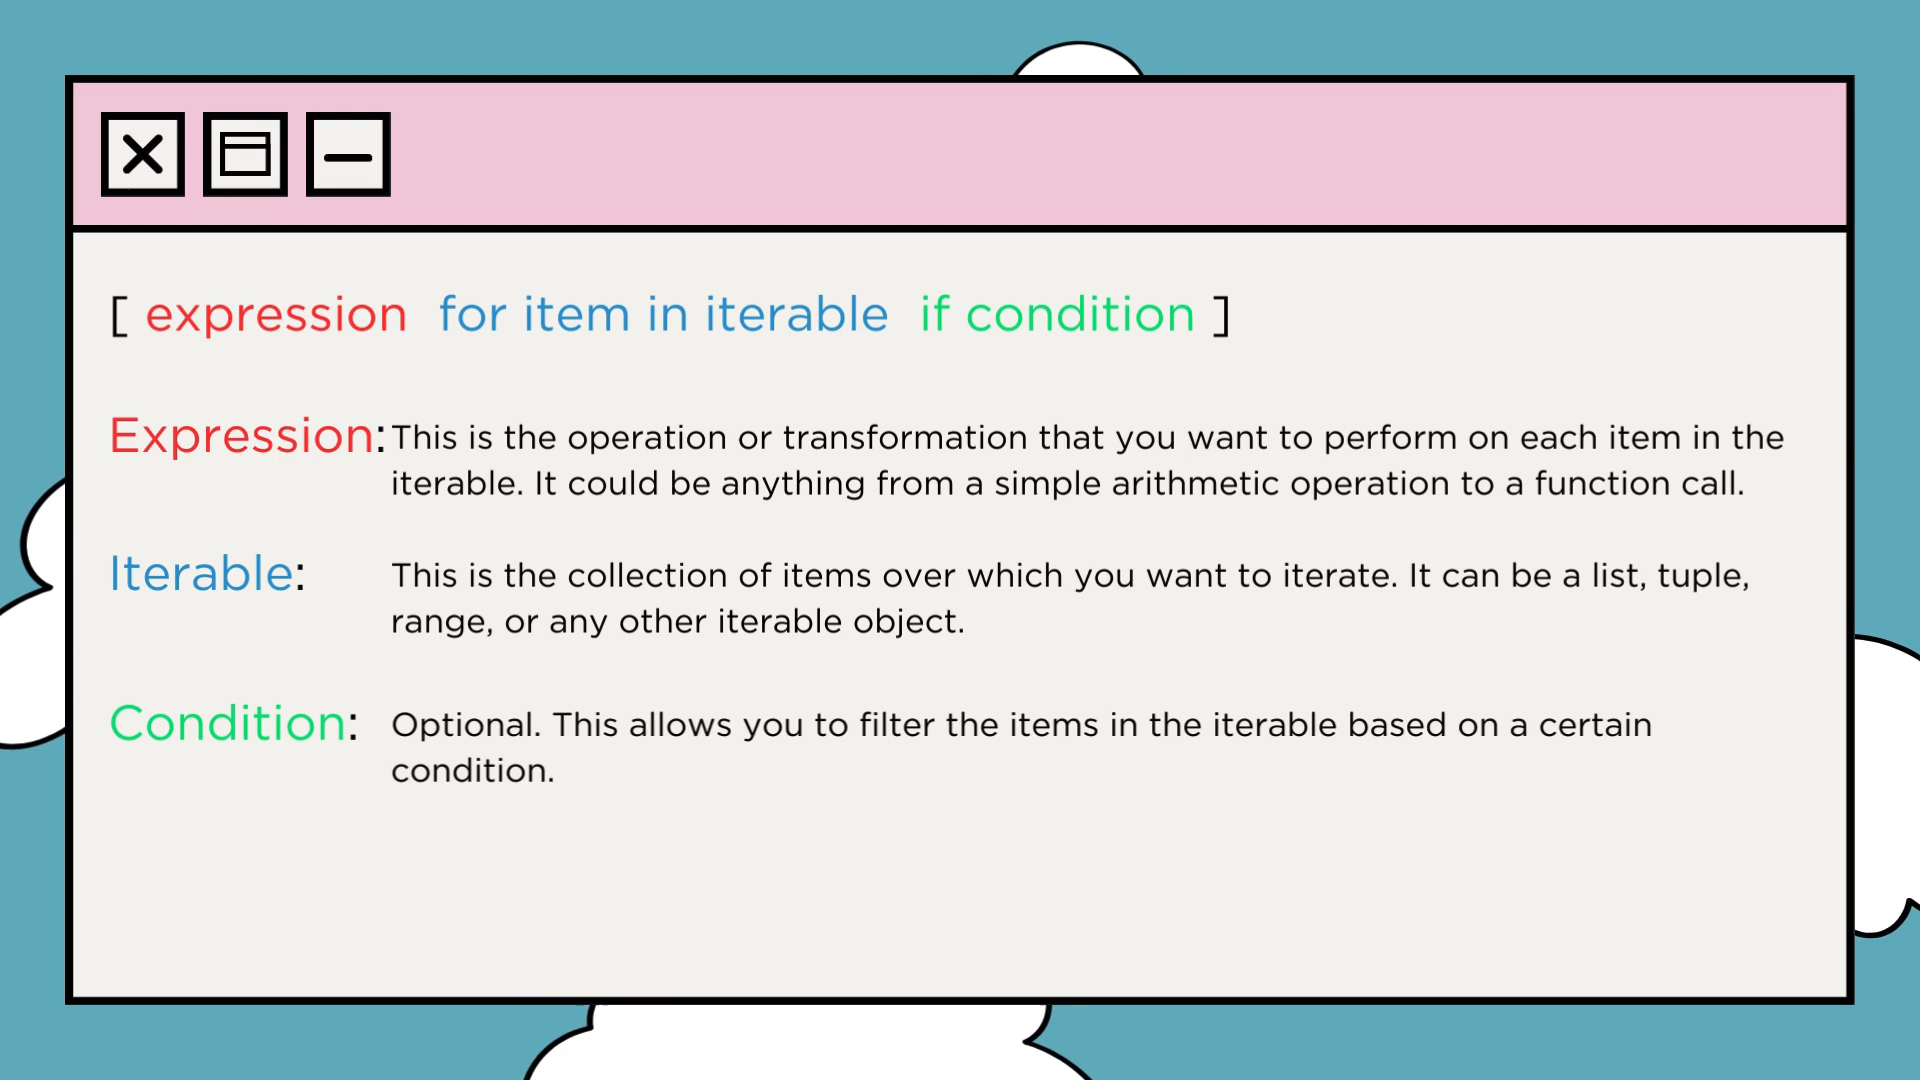 [ expression for item in iterable if condition ]
Expression: This is the operation or transformation that you want to perform on each item in the
iterable. It could be anything from a simple arithmetic operation to a function call.
Iterable: This is the collection of items over which you want to iterate. It can be a list, tuple,
range, or any other iterable object.
Condition: Optional. This allows you to filter the items in the iterable based on a certain
condition.